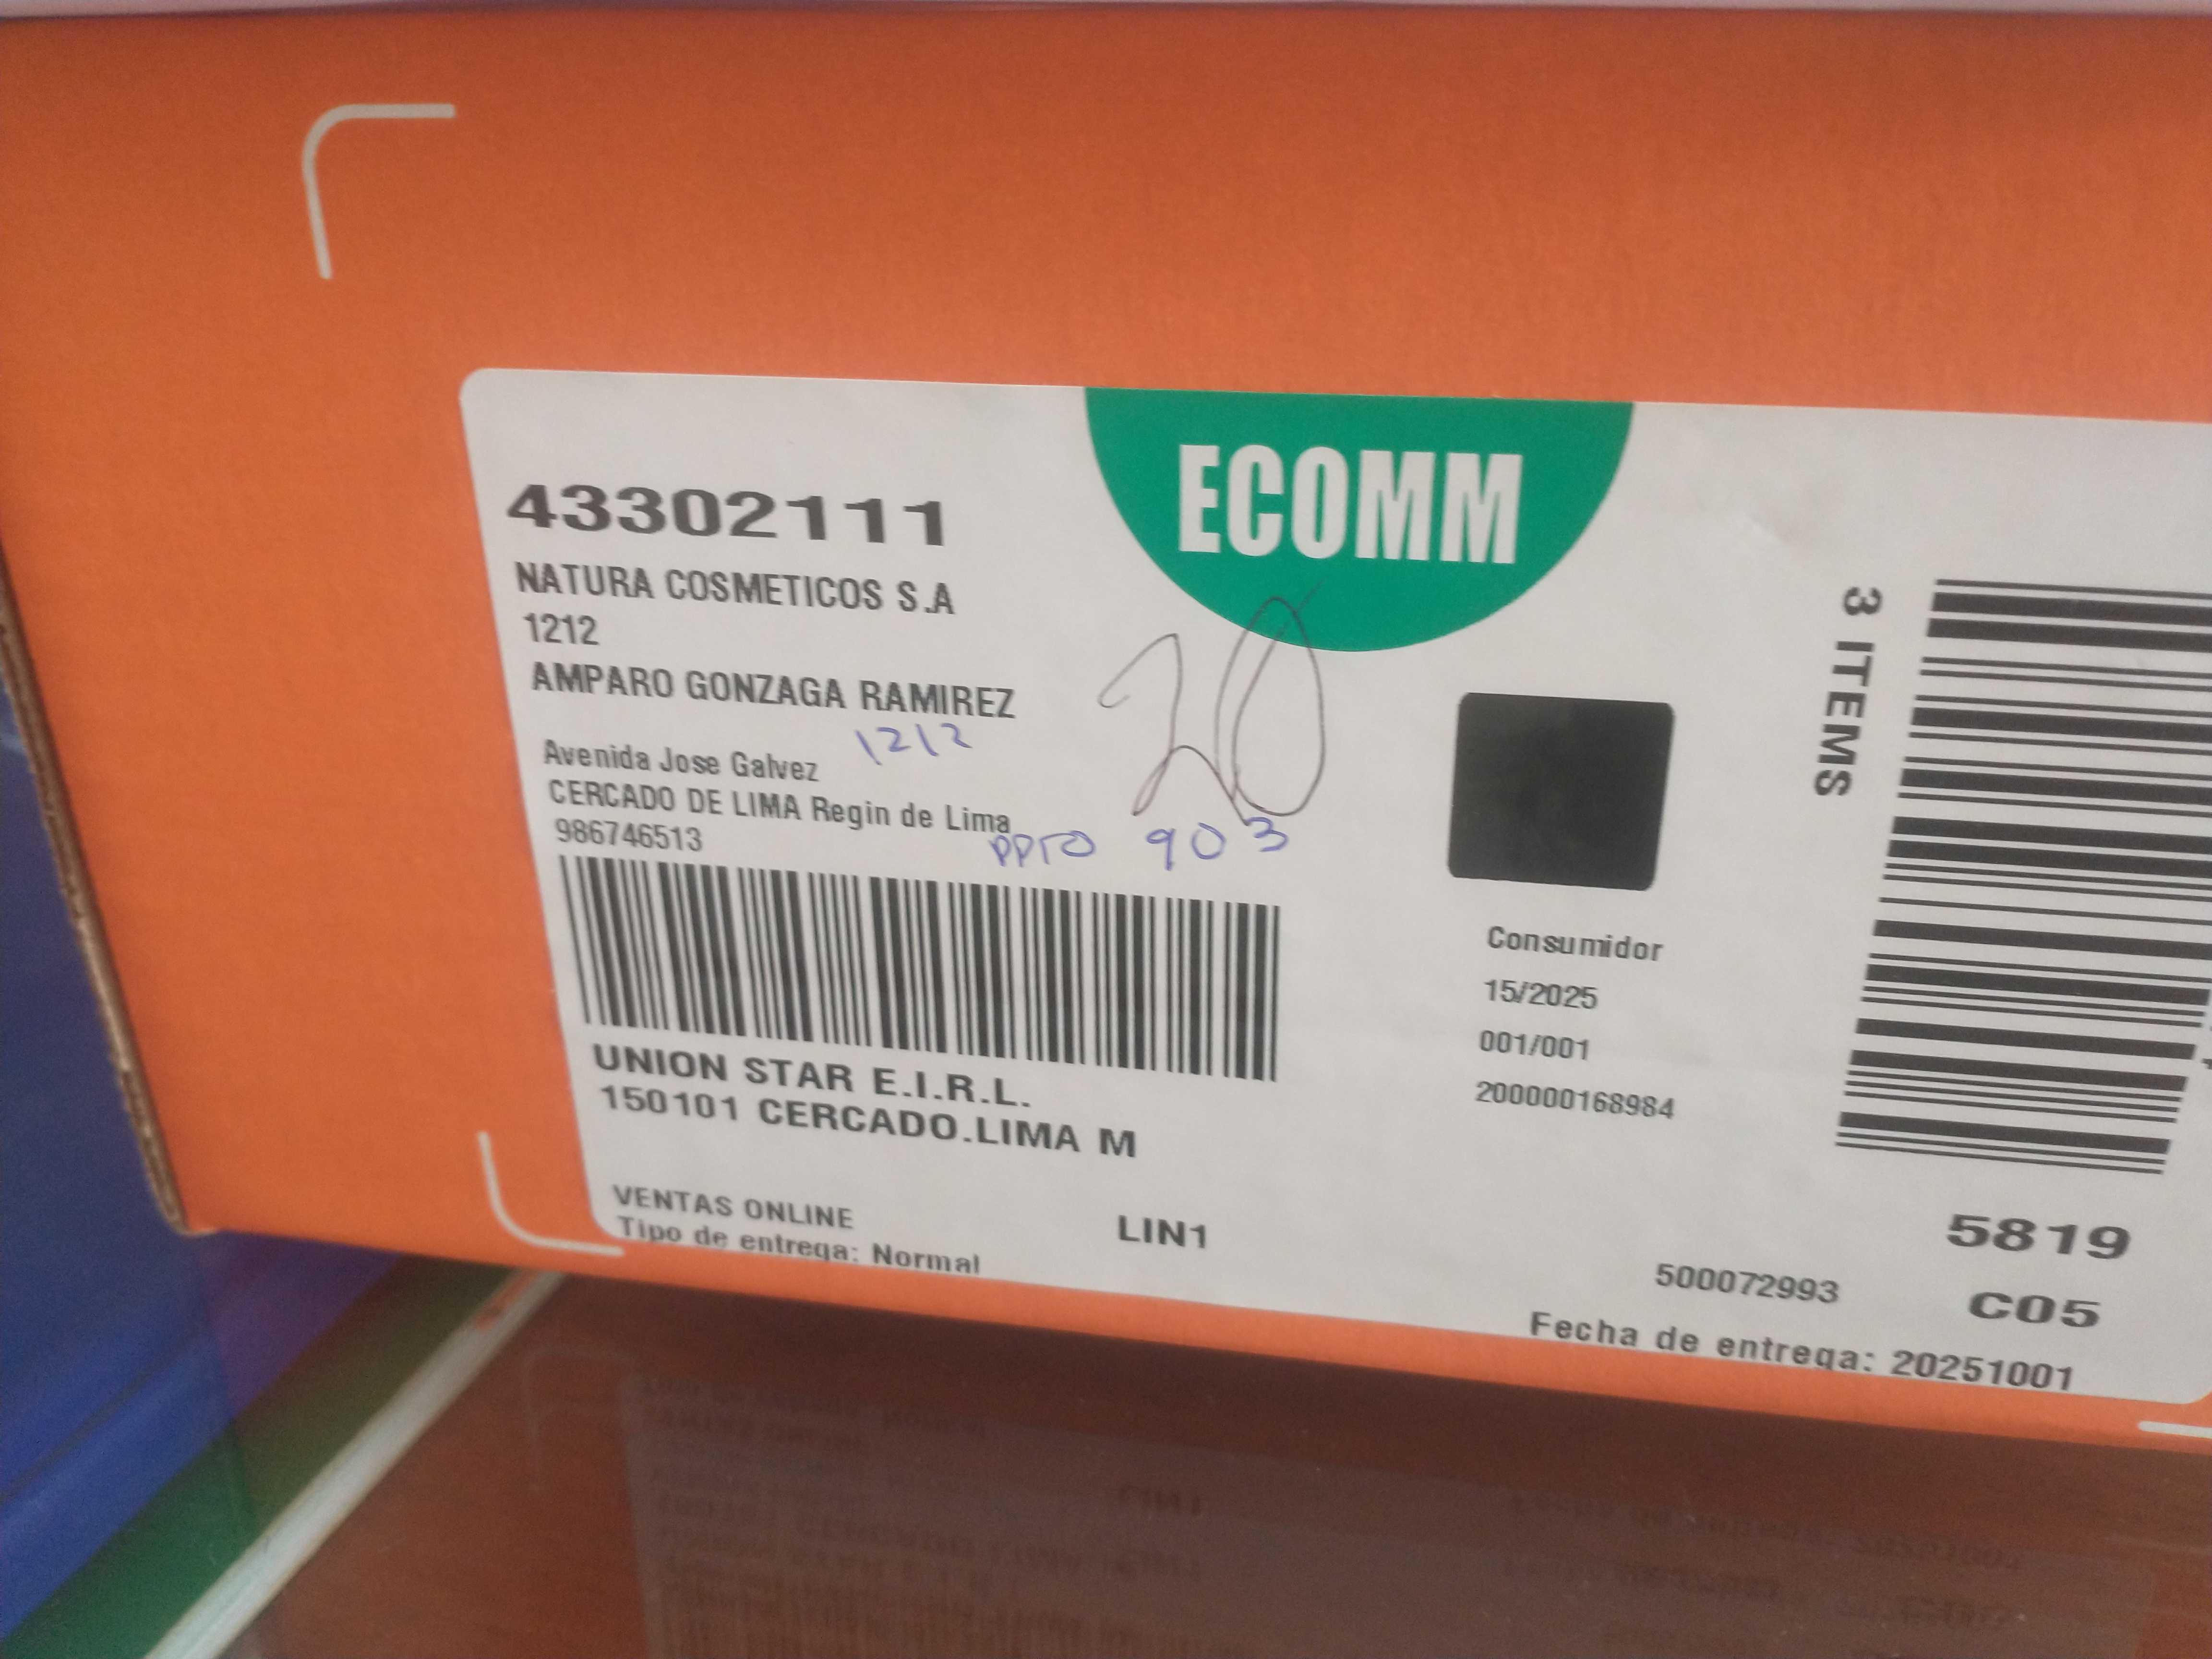 ECOMM
43302111
NATURA COSMETICOS S.A
1212
AMPARO GONZAGA RAMIREZ
1212
Avenida Jose Galvez
CERCADO DE LIMA Regin de Lima
986746513
PPTO 903
20
UNION STAR E.I.R.L.
150101 CERCADO.LIMA M
VENTAS ONLINE
Tipo de entrega: Normal
LIN1
Consumidor
15/2025
001/001
200000168984
3 ITEMS
5819
500072993
C05
Fecha de entrega: 20251001